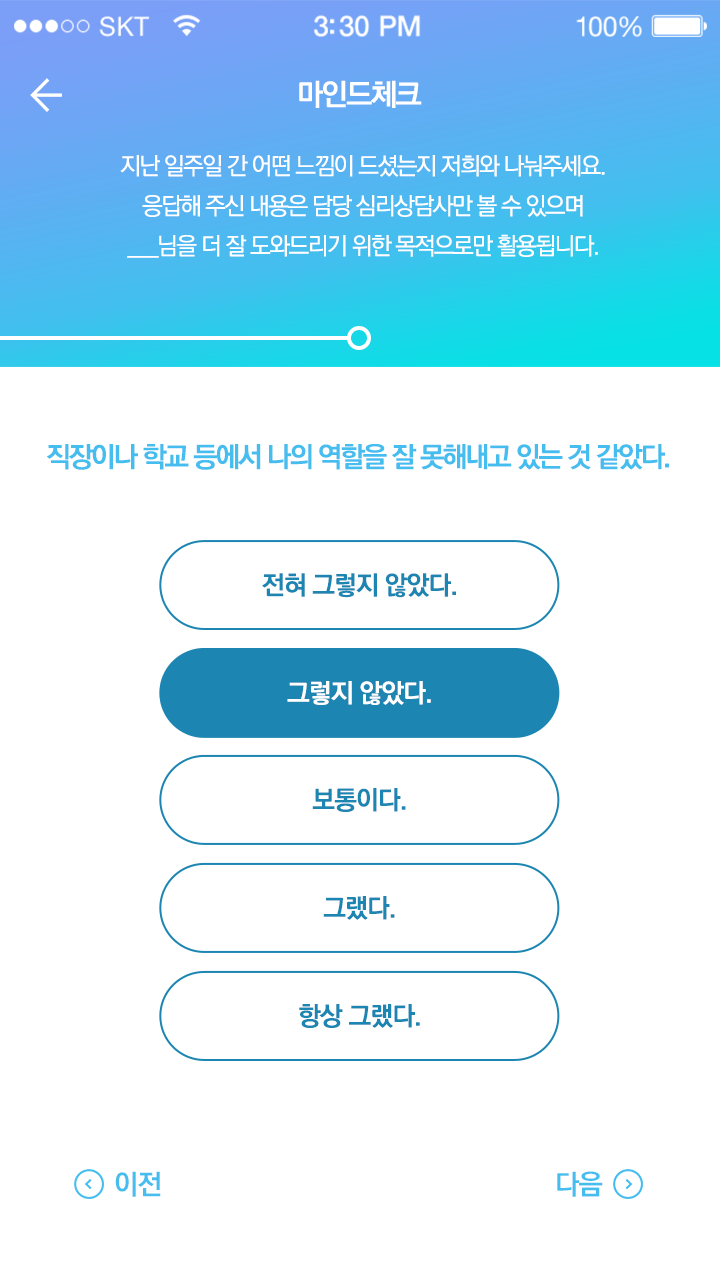 SKT 3:30 PM 100%
마인드체크
지난 일주일 간 어떤 느낌이 드셨는지 저희와 나눠주세요.
응답해 주신 내용은 담당 심리상담사만 볼 수 있으며
___님을 더 잘 도와드리기 위한 목적으로만 활용됩니다.
직장이나 학교 등에서 나의 역할을 잘 못해내고 있는 것 같았다.
전혀 그렇지 않았다.
그렇지 않았다.
보통이다.
그랬다.
항상 그랬다.
이전 다음